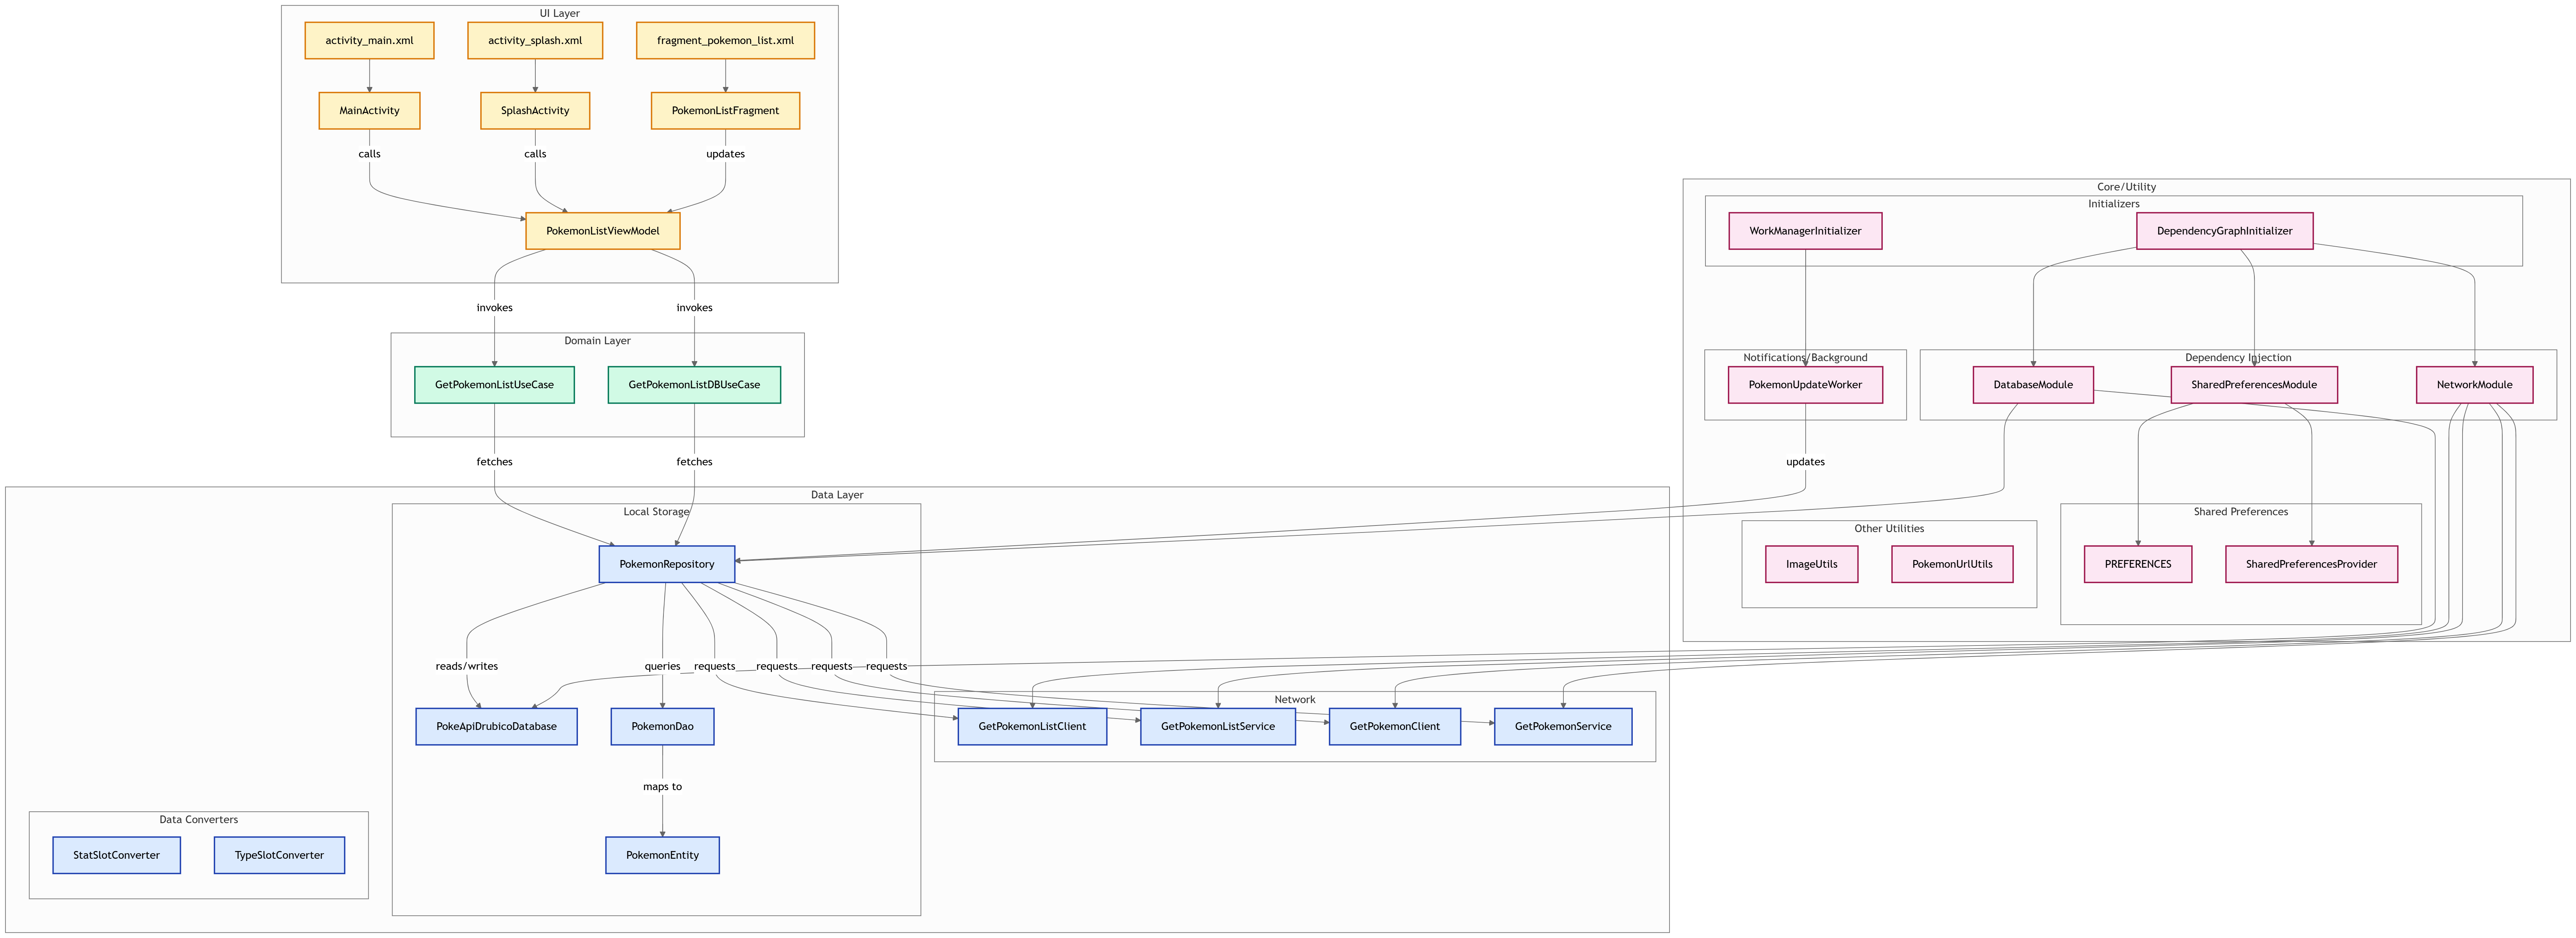 UI Layer
activity_main.xml
activity_splash.xml
fragment_pokemon_list.xml
MainActivity
SplashActivity
PokemonListFragment
calls
calls
updates
PokemonListViewModel
invokes
invokes
Domain Layer
GetPokemonListUseCase
GetPokemonListDBUseCase
fetches
fetches
Core/Utility
Initializers
WorkManagerInitializer
DependencyGraphInitializer
Notifications/Background
PokemonUpdateWorker
Dependency Injection
DatabaseModule
SharedPreferencesModule
NetworkModule
updates
Shared Preferences
PREFERENCES
SharedPreferencesProvider
Other Utilities
ImageUtils
PokemonUrlUtils
Data Layer
Local Storage
PokemonRepository
reads/writes
queries
requests
requests
requests
requests
PokeApiDrubicoDatabase
PokemonDao
maps to
PokemonEntity
Network
GetPokemonListClient
GetPokemonListService
GetPokemonClient
GetPokemonService
Data Converters
StatSlotConverter
TypeSlotConverter